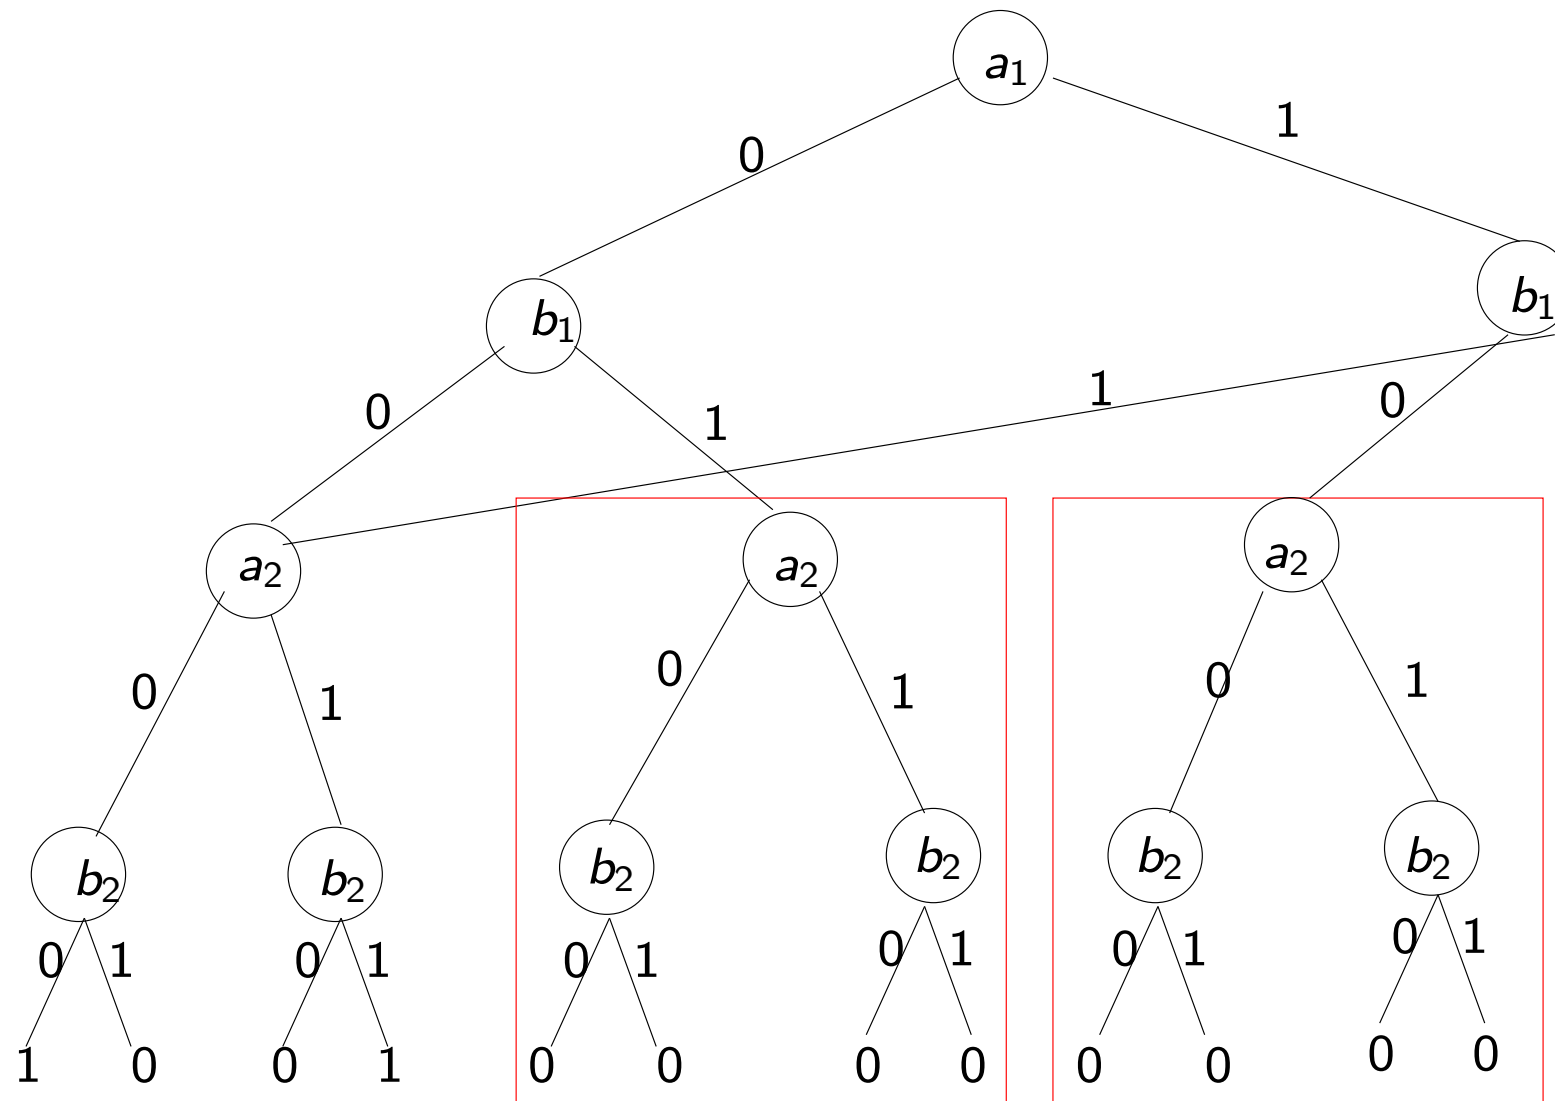 a₁
0 1
b₁ b₁
0 1 1 0
a₂ a₂ a₂
0 1 0 1 0 1
b₂ b₂ b₂ b₂ b₂ b₂
0 1 0 1 0 1 0 1 0 1 0 1
1 0 0 1 0 0 0 0 0 0 0 0